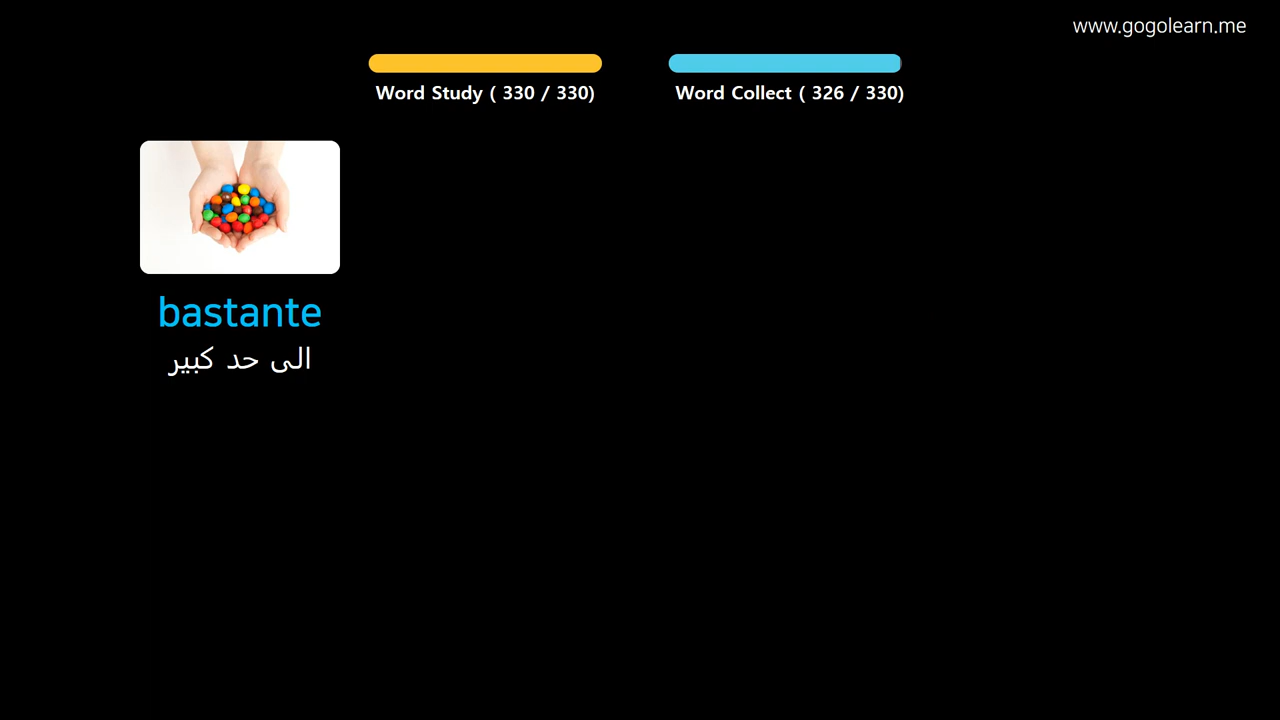 www.gogolearn.me
Word Study ( 330 / 330)
Word Collect ( 326 / 330)
bastante
الى حد كبير